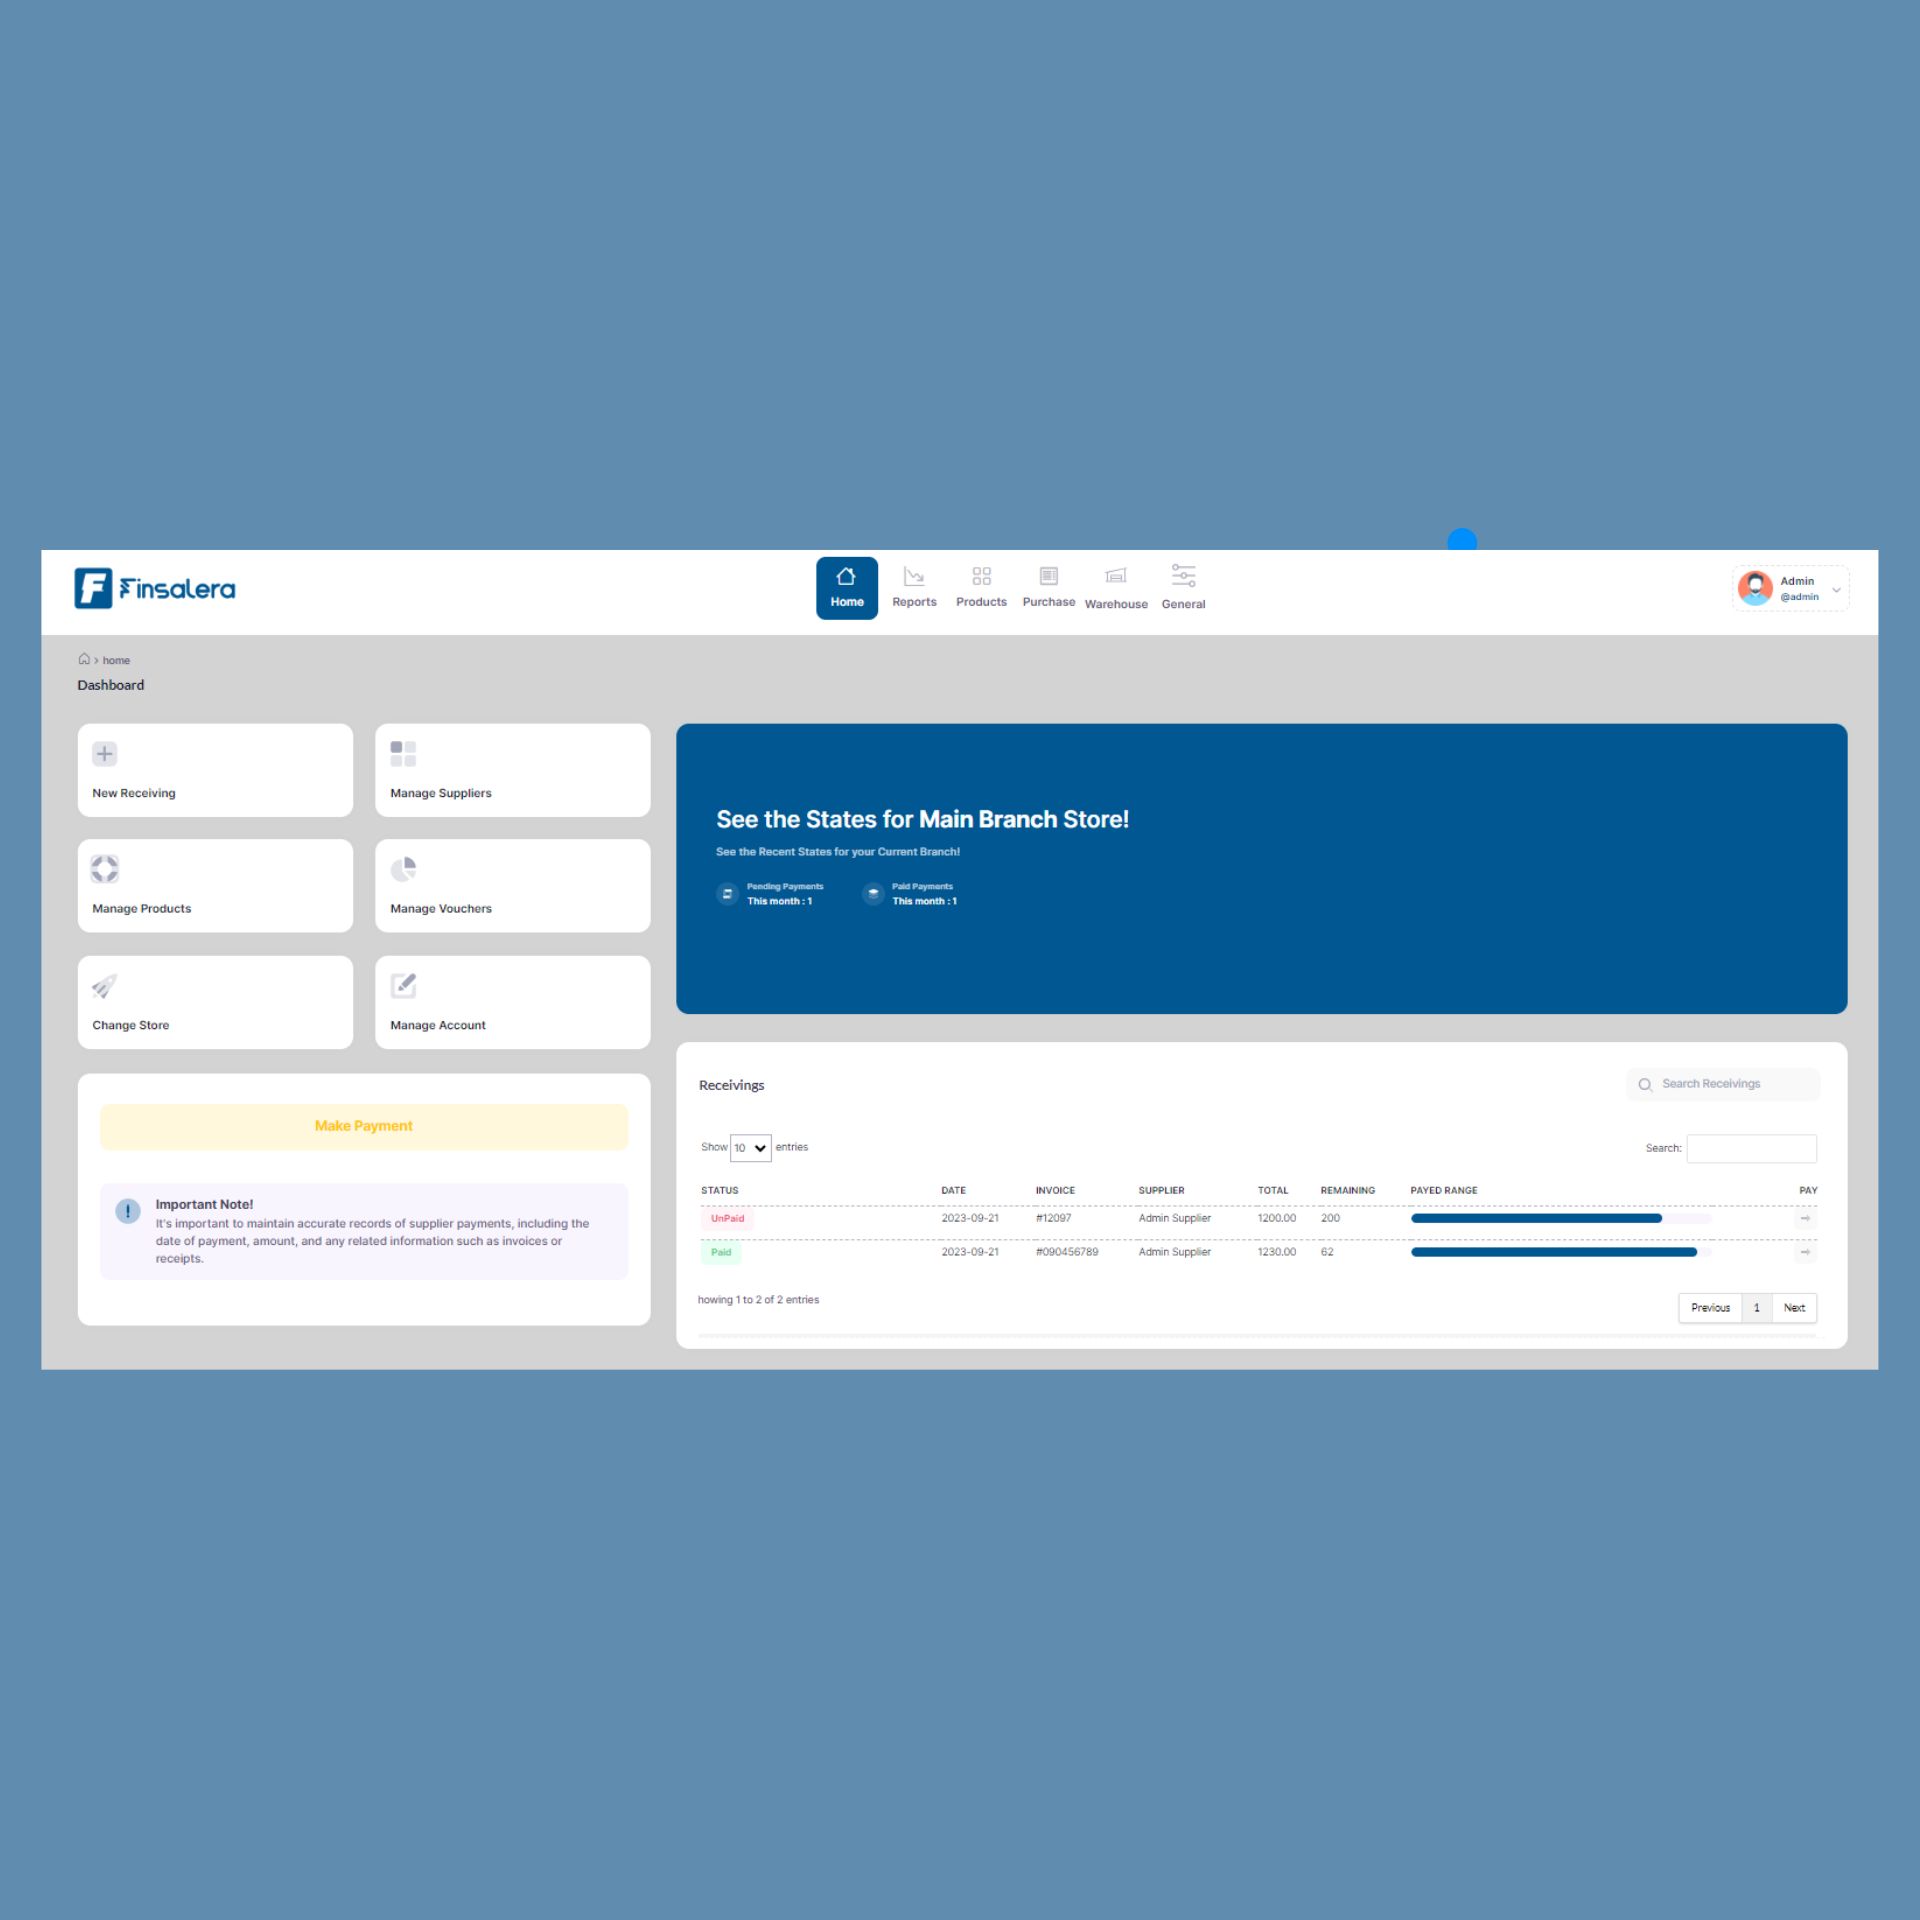 Finsalera
Home Reports Products Purchase Warehouse General
Admin
@admin
> home
Dashboard
New Receiving
Manage Suppliers
Manage Products
Manage Vouchers
Change Store
Manage Account
Make Payment
Important Note!
It's important to maintain accurate records of supplier payments, including the
date of payment, amount, and any related information such as invoices or
receipts.
See the States for Main Branch Store!
See the Recent States for your Current Branch!
Pending Payments
This month : 1
Paid Payments
This month : 1
Receivings
Search Receivings
Show 10 entries
Search:
STATUS DATE INVOICE SUPPLIER TOTAL REMAINING PAYED RANGE PAY
UnPaid 2023-09-21 #12097 Admin Supplier 1200.00 200
Paid 2023-09-21 #090456789 Admin Supplier 1230.00 62
howing 1 to 2 of 2 entries
Previous 1 Next